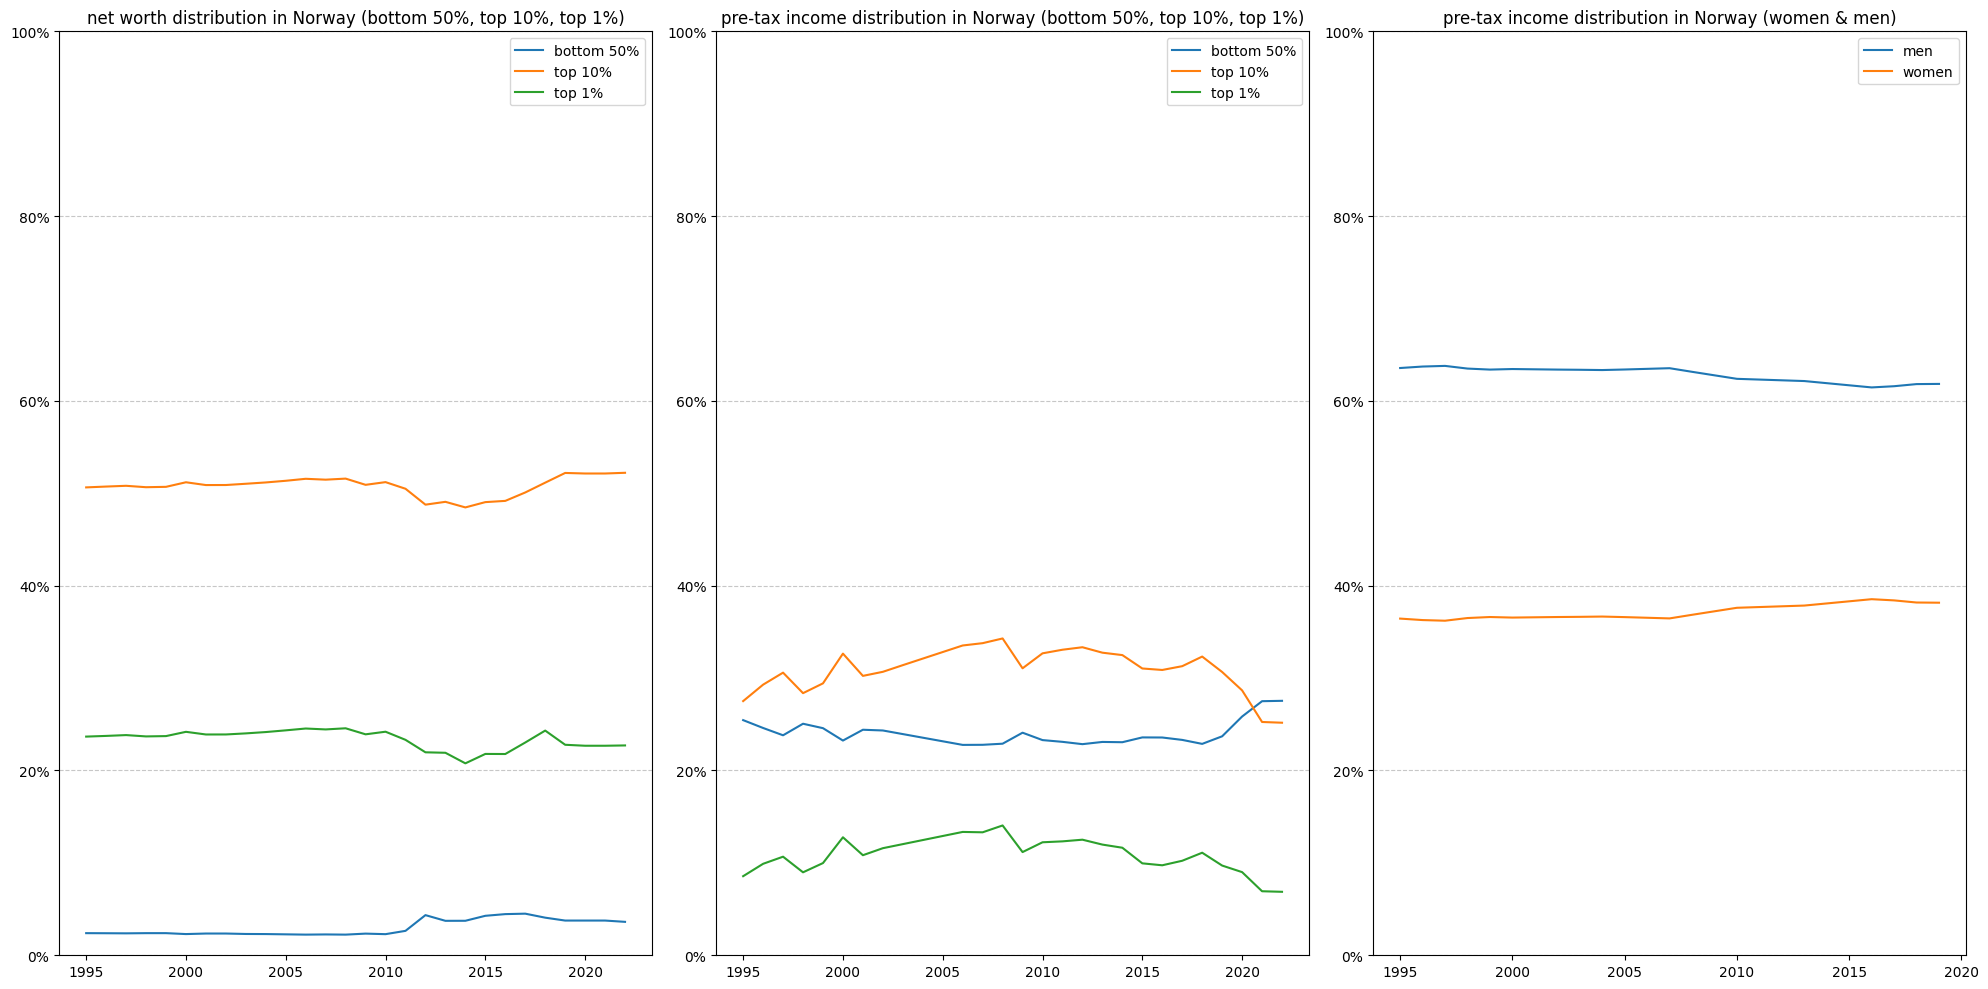 net worth distribution in Norway (bottom 50%, top 10%, top 1%)
100%
80%
60%
40%
20%
0%
1995 2000 2005 2010 2015 2020
bottom 50%
top 10%
top 1%
pre-tax income distribution in Norway (bottom 50%, top 10%, top 1%)
100%
80%
60%
40%
20%
0%
1995 2000 2005 2010 2015 2020
bottom 50%
top 10%
top 1%
pre-tax income distribution in Norway (women & men)
100%
80%
60%
40%
20%
0%
1995 2000 2005 2010 2015 2020
men
women